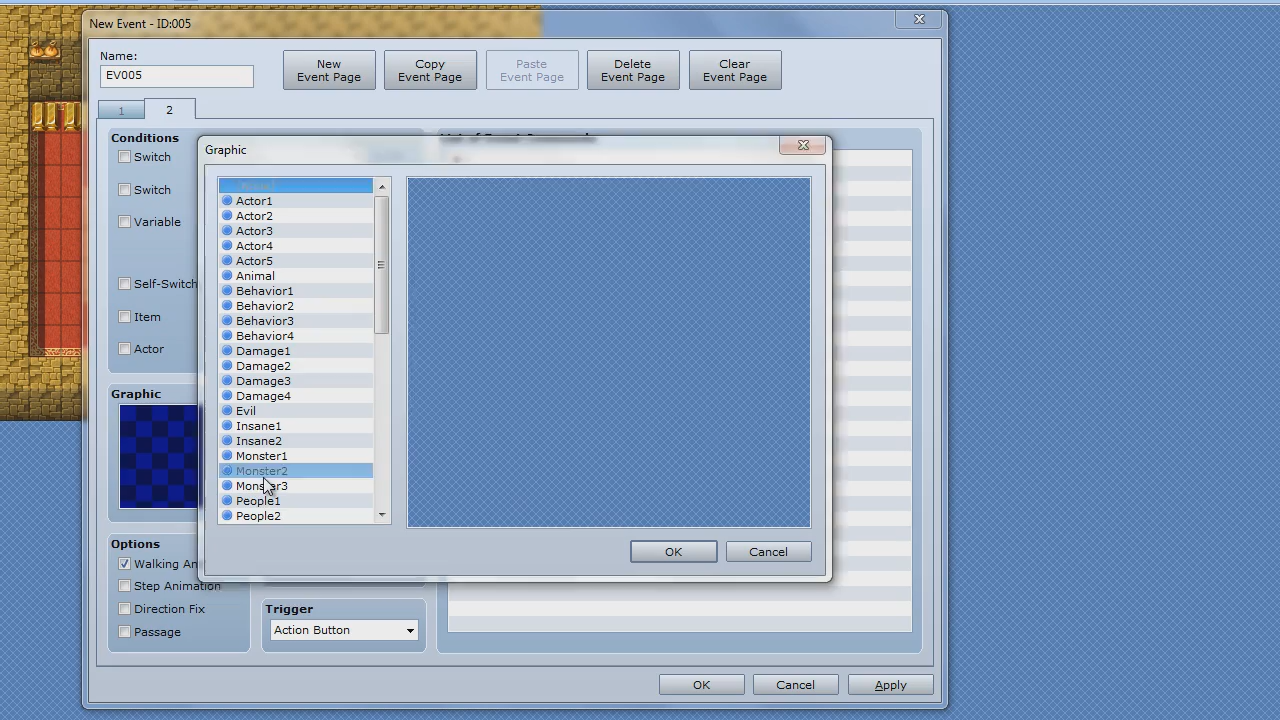 New Event - ID:005
Name:
EV005
New
Event Page
Copy
Event Page
Paste
Event Page
Delete
Event Page
Clear
Event Page
1
2
Conditions
Switch
Switch
Variable
Self-Switch
Item
Actor
Graphic
Options
Walking An
Step Animation
Direction Fix
Passage
Graphic
Actor1
Actor2
Actor3
Actor4
Actor5
Animal
Behavior1
Behavior2
Behavior3
Behavior4
Damage1
Damage2
Damage3
Damage4
Evil
Insane1
Insane2
Monster1
Monster2
Monster3
People1
People2
OK
Cancel
Trigger
Action Button
OK
Cancel
Apply